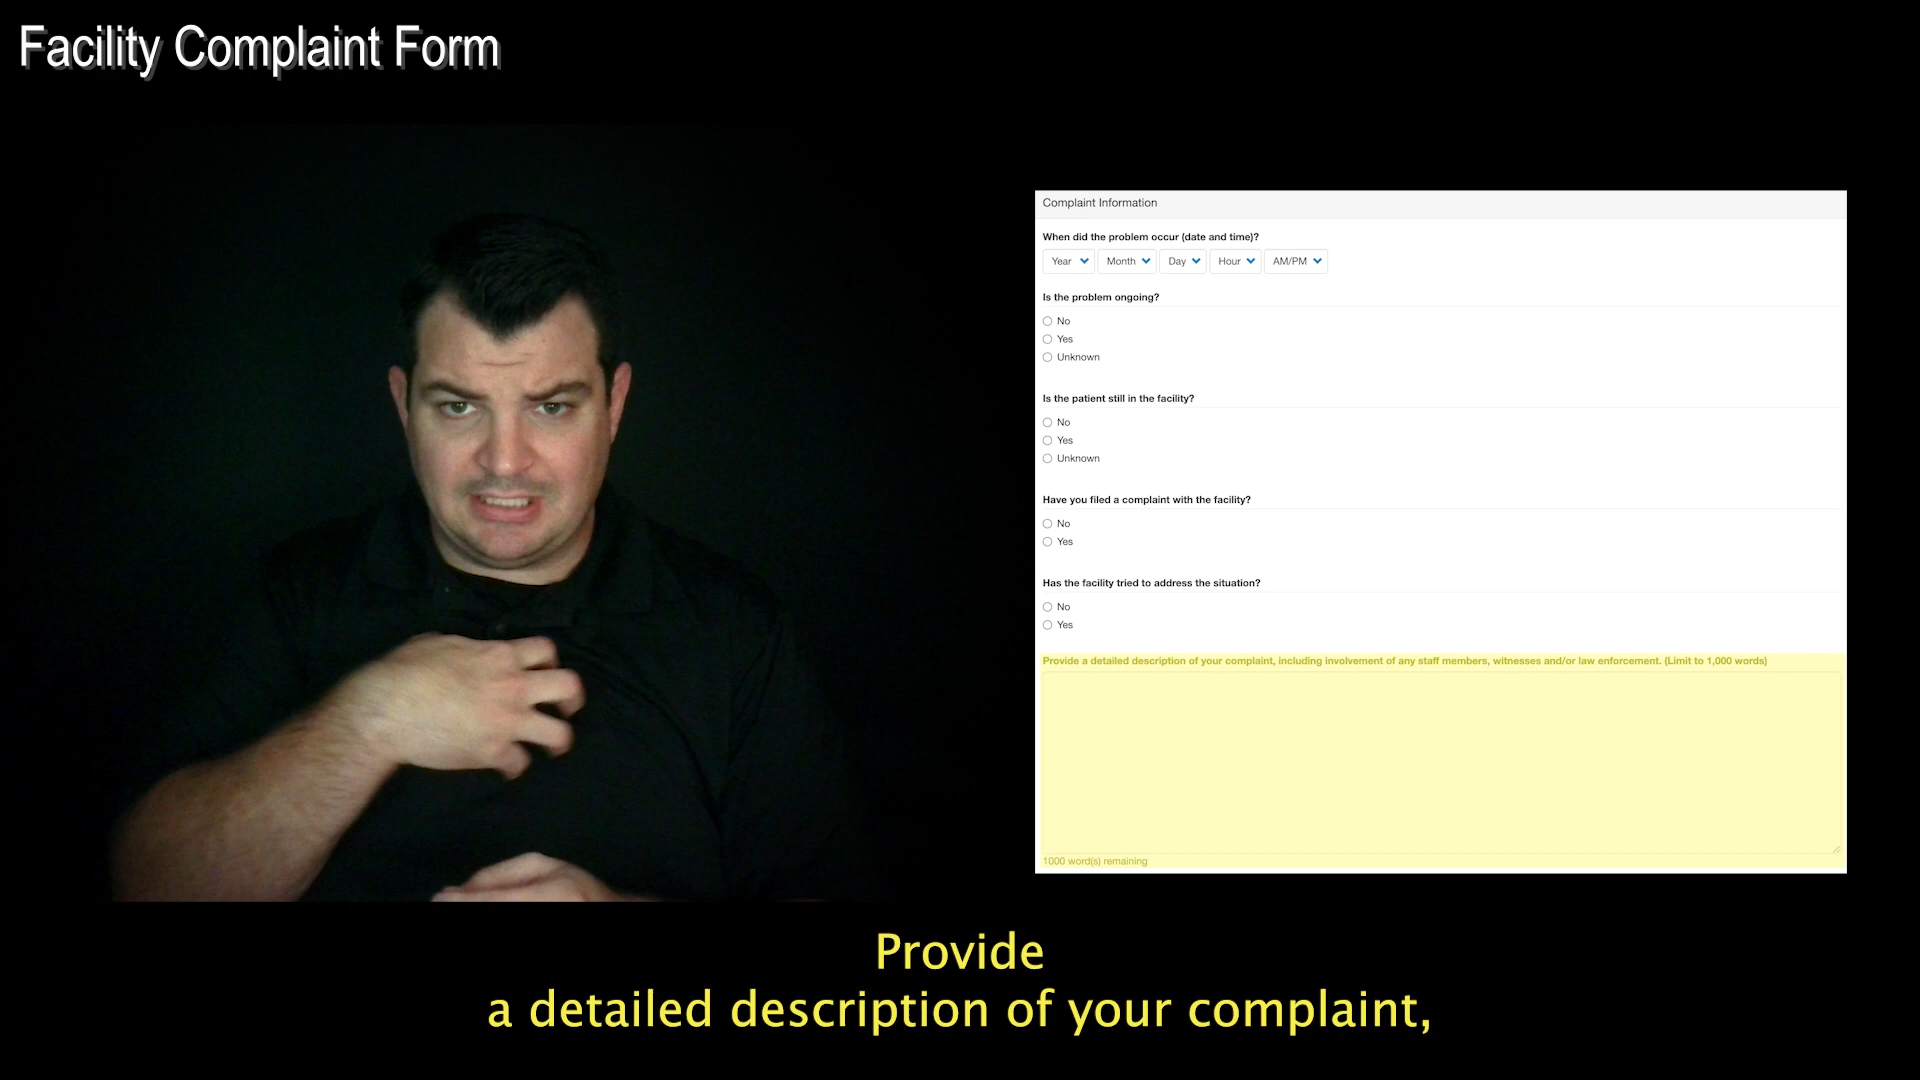 Facility Complaint Form
Complaint Information
When did the problem occur (date and time)?
Year Month Day Hour AM/PM
Is the problem ongoing?
No
Yes
Unknown
Is the patient still in the facility?
No
Yes
Unknown
Have you filed a complaint with the facility?
No
Yes
Has the facility tried to address the situation?
No
Yes
Provide a detailed description of your complaint, including involvement of any staff members, witnesses and/or law enforcement. (Limit to 1,000 words)
1000 word(s) remaining
Provide
a detailed description of your complaint,